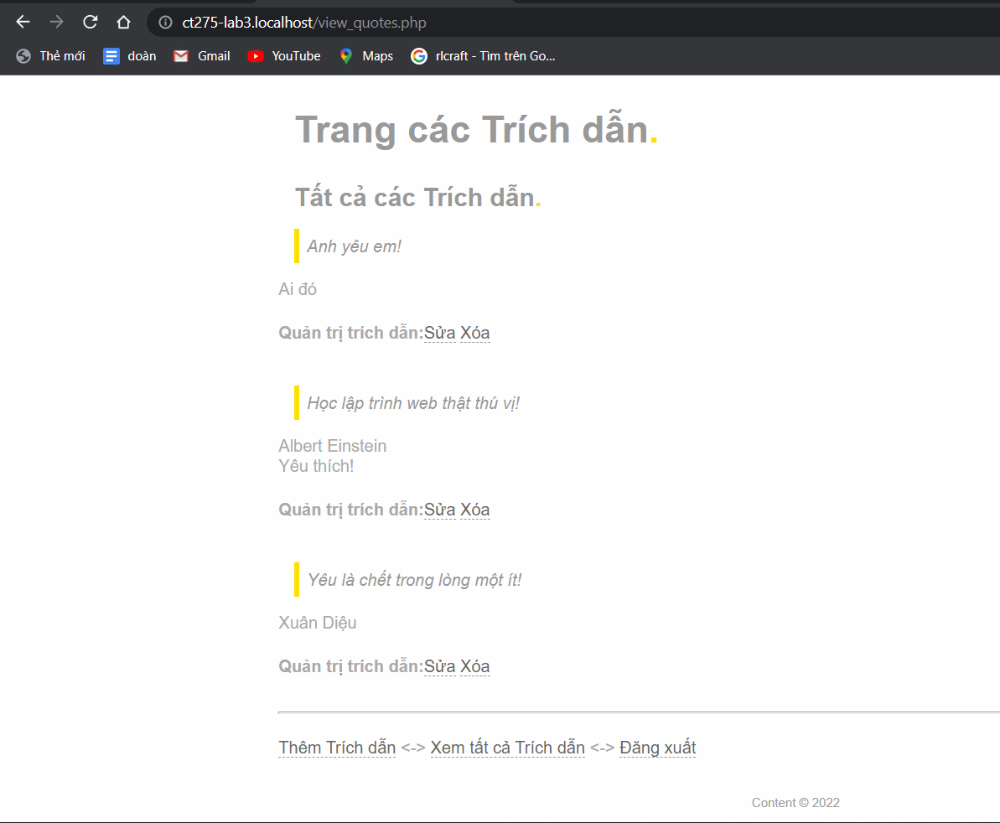 ct275-lab3.localhost/view_quotes.php
Thẻ mới doàn Gmail YouTube Maps rlcraft - Tìm trên Go...
Trang các Trích dẫn.
Tất cả các Trích dẫn.
Anh yêu em!
Ai đó
Quản trị trích dẫn:Sửa Xóa
Học lập trình web thật thú vị!
Albert Einstein
Yêu thích!
Quản trị trích dẫn:Sửa Xóa
Yêu là chết trong lòng một ít!
Xuân Diệu
Quản trị trích dẫn:Sửa Xóa
Thêm Trích dẫn <-> Xem tất cả Trích dẫn <-> Đăng xuất
Content © 2022